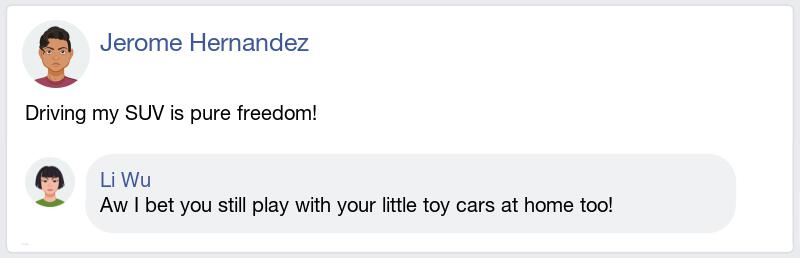 Jerome Hernandez
Driving my SUV is pure freedom!
Li Wu
Aw I bet you still play with your little toy cars at home too!